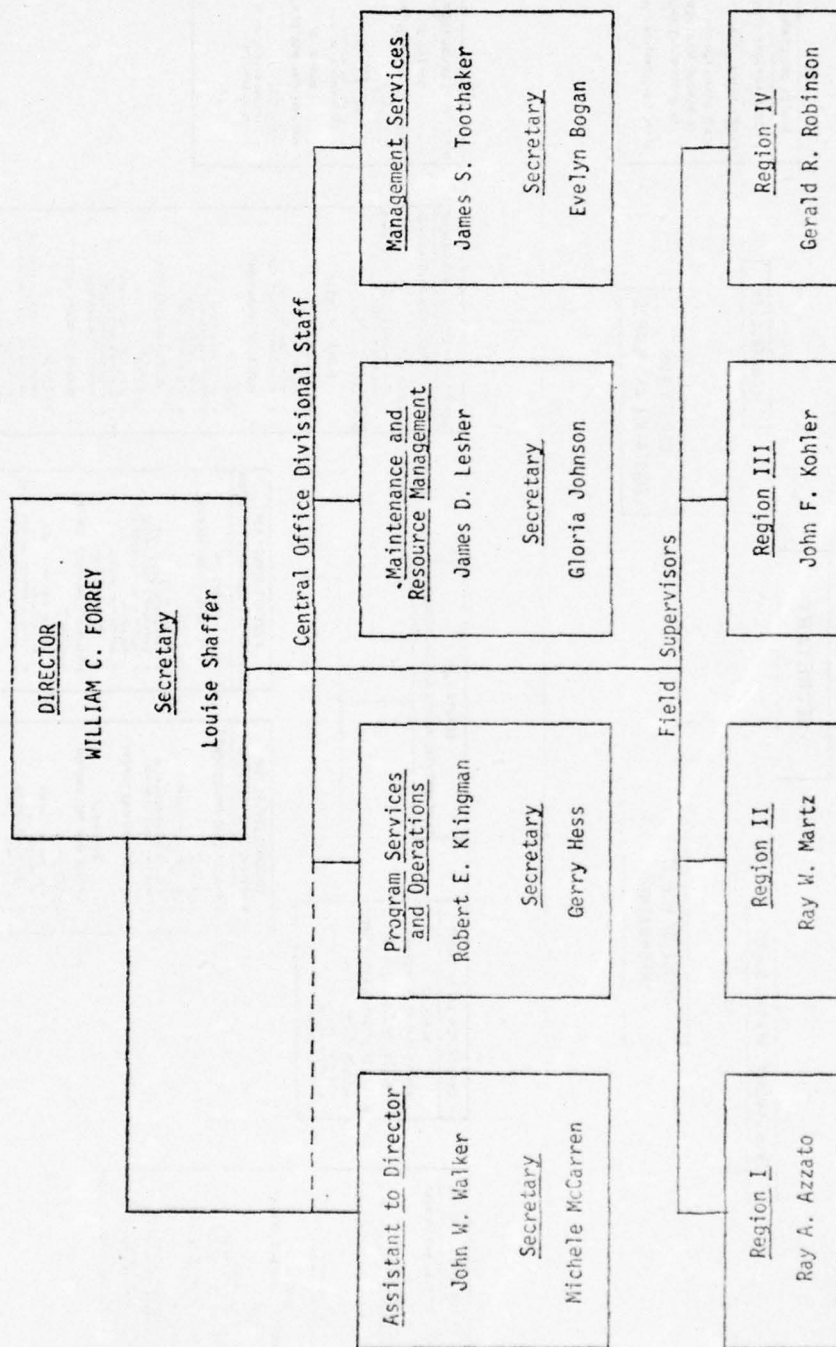 DIRECTOR
WILLIAM C. FORREY
Secretary
Louise Shaffer
Central Office Divisional Staff
Assistant to Director
John W. Walker
Secretary
Michele McCarren
Program Services
and Operations
Robert E. Klingman
Secretary
Gerry Hess
Maintenance and
Resource Management
James D. Lesher
Secretary
Gloria Johnson
Management Services
James S. Toothaker
Secretary
Evelyn Bogan
Field Supervisors
Region I
Ray A. Azzato
Region II
Ray W. Martz
Region III
John F. Kohler
Region IV
Gerald R. Robinson